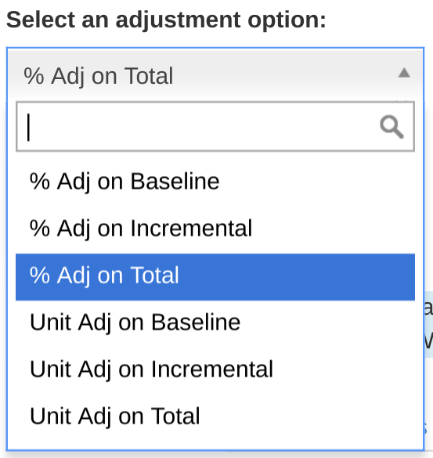 Select an adjustment option:
% Adj on Total
% Adj on Baseline
% Adj on Incremental
% Adj on Total
Unit Adj on Baseline
Unit Adj on Incremental
Unit Adj on Total